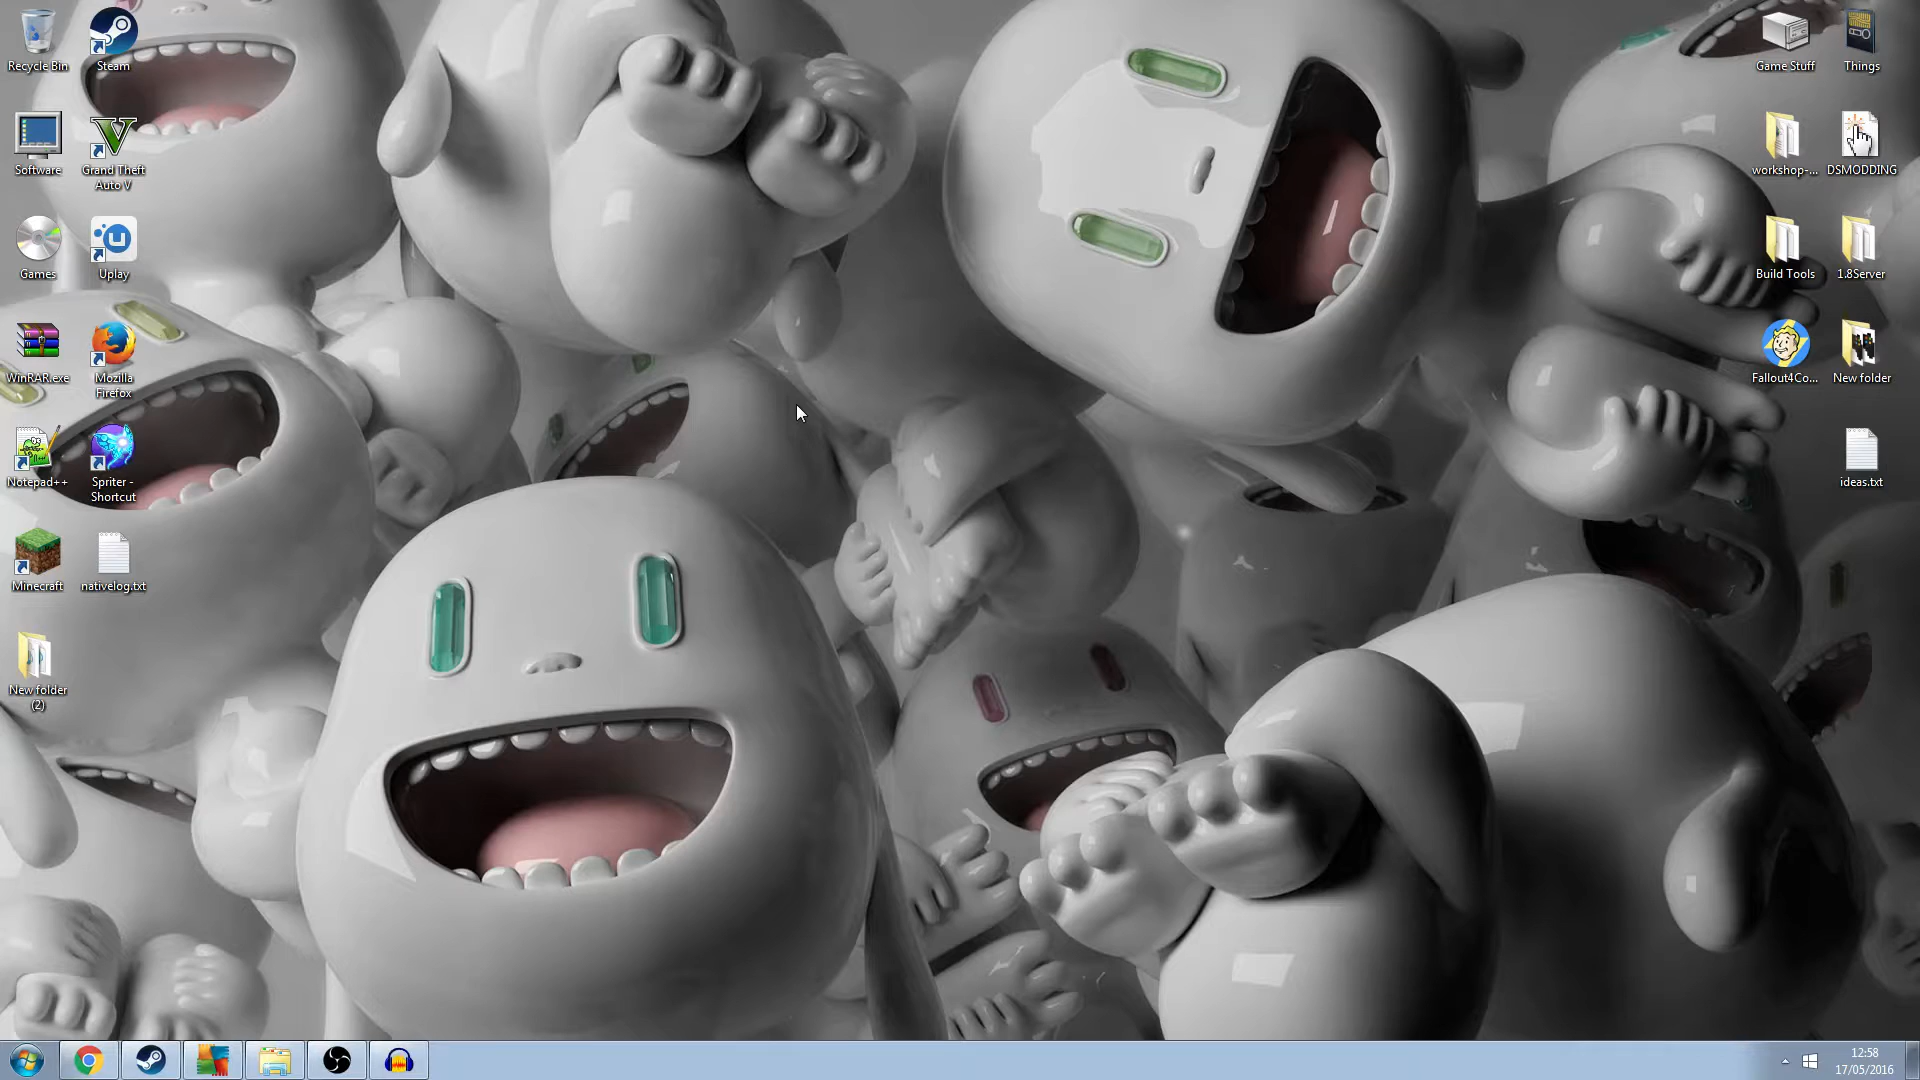 Recycle Bin
Steam
Software
Grand Theft
Auto V
Games
Uplay
WinRAR.exe
Mozilla
Firefox
Notepad++
Spriter -
Shortcut
Minecraft
nativelog.txt
New folder
(2)
Game Stuff
Things
workshop-...
DSMODDING
Build Tools
1.8Server
Fallout4Co...
New folder
ideas.txt
12:58
17/05/2016